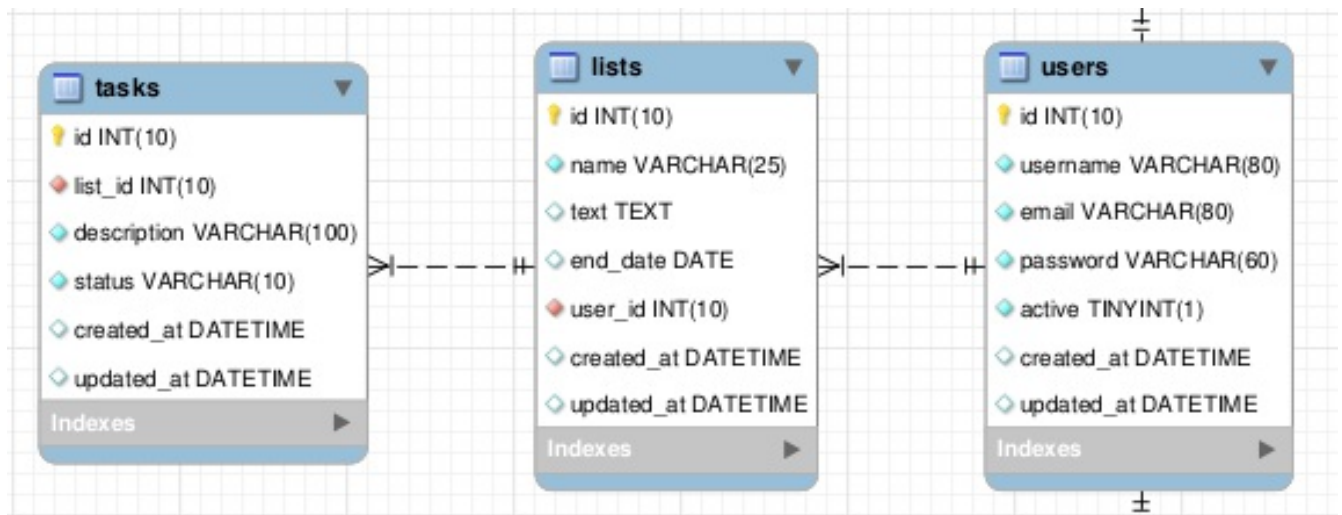 tasks
id INT(10)
list_id INT(10)
description VARCHAR(100)
status VARCHAR(10)
created_at DATETIME
updated_at DATETIME
Indexes
lists
id INT(10)
name VARCHAR(25)
text TEXT
end_date DATE
user_id INT(10)
created_at DATETIME
updated_at DATETIME
Indexes
users
id INT(10)
username VARCHAR(80)
email VARCHAR(80)
password VARCHAR(60)
active TINYINT(1)
created_at DATETIME
updated_at DATETIME
Indexes